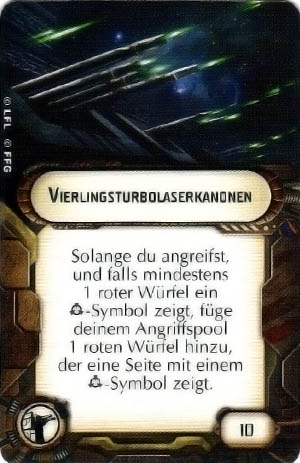 © LFL © FFG
VIERLINGSTURBOLASERKANONEN
Solange du angreifst,
und falls mindestens
1 roter Würfel ein
-Symbol zeigt, füge
deinem Angriffspool
1 roten Würfel hinzu,
der eine Seite mit einem
-Symbol zeigt.
10